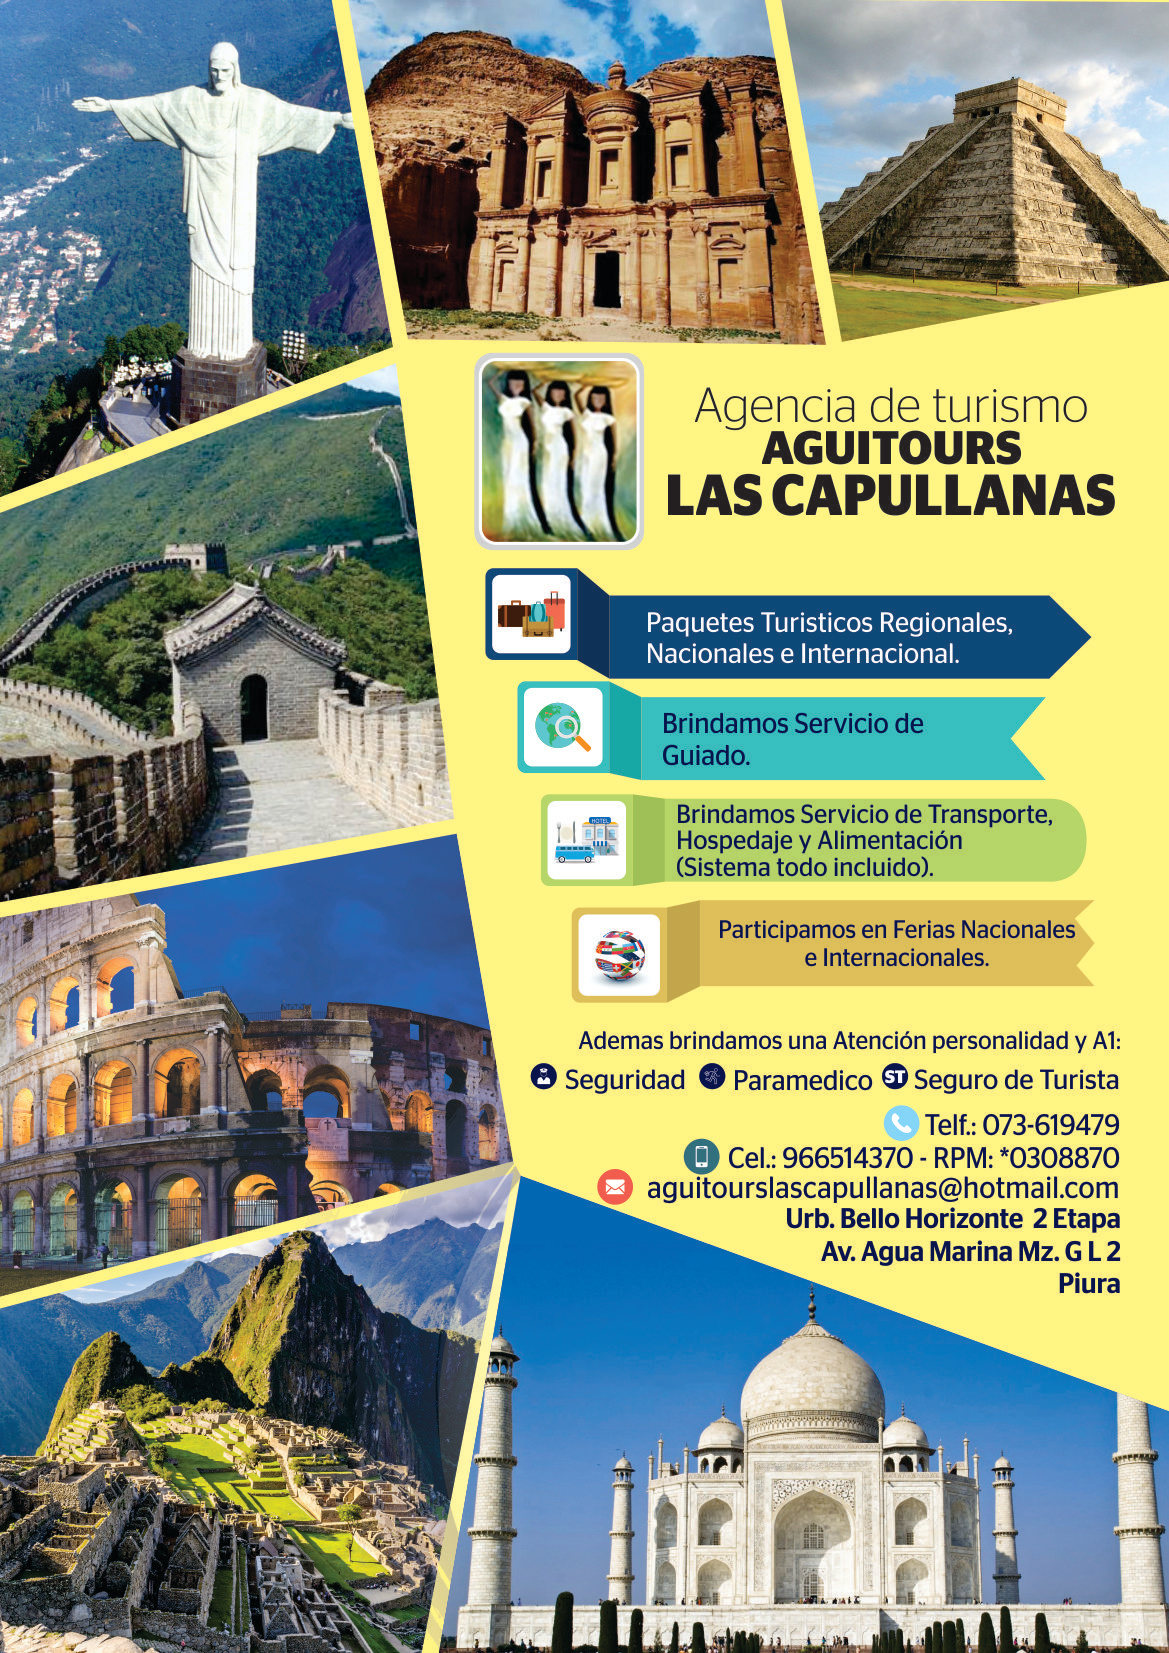 Agencia de turismo
AGUITOURS
LAS CAPULLANAS
Paquetes Turisticos Regionales,
Nacionales e Internacional.
Brindamos Servicio de
Guiado.
HOTEL
Brindamos Servicio de Transporte,
Hospedaje y Alimentación
(Sistema todo incluido).
Participamos en Ferias Nacionales
e Internacionales.
Ademas brindamos una Atención personalidad y A1:
Seguridad Paramedico ST Seguro de Turista
Telf.: 073-619479
Cel.: 966514370 - RPM: *0308870
aguitourslascapullanas@hotmail.com
Urb. Bello Horizonte 2 Etapa
Av. Agua Marina Mz. G L 2
Piura